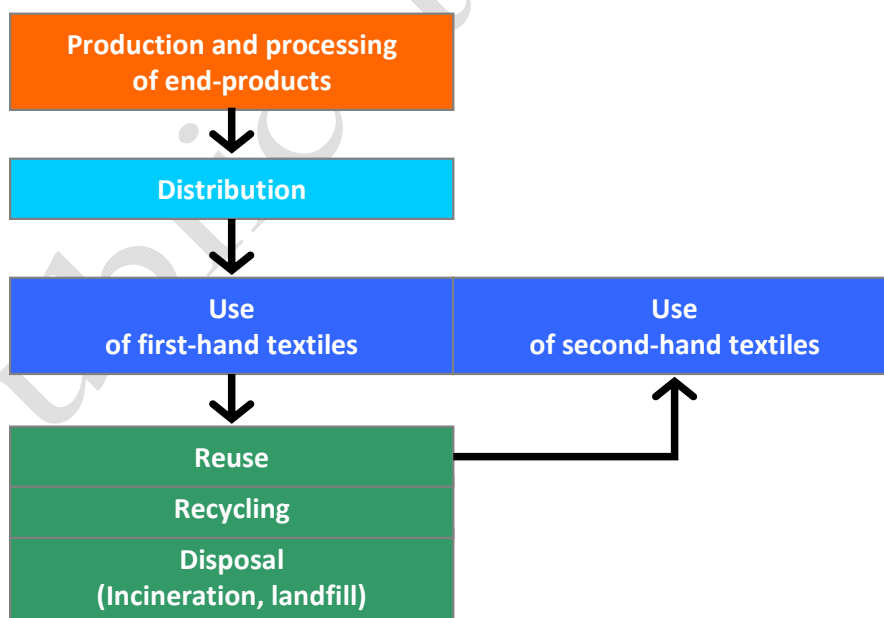 Production and processing
of end-products
Distribution
Use
of first-hand textiles
Use
of second-hand textiles
Reuse
Recycling
Disposal
(Incineration, landfill)